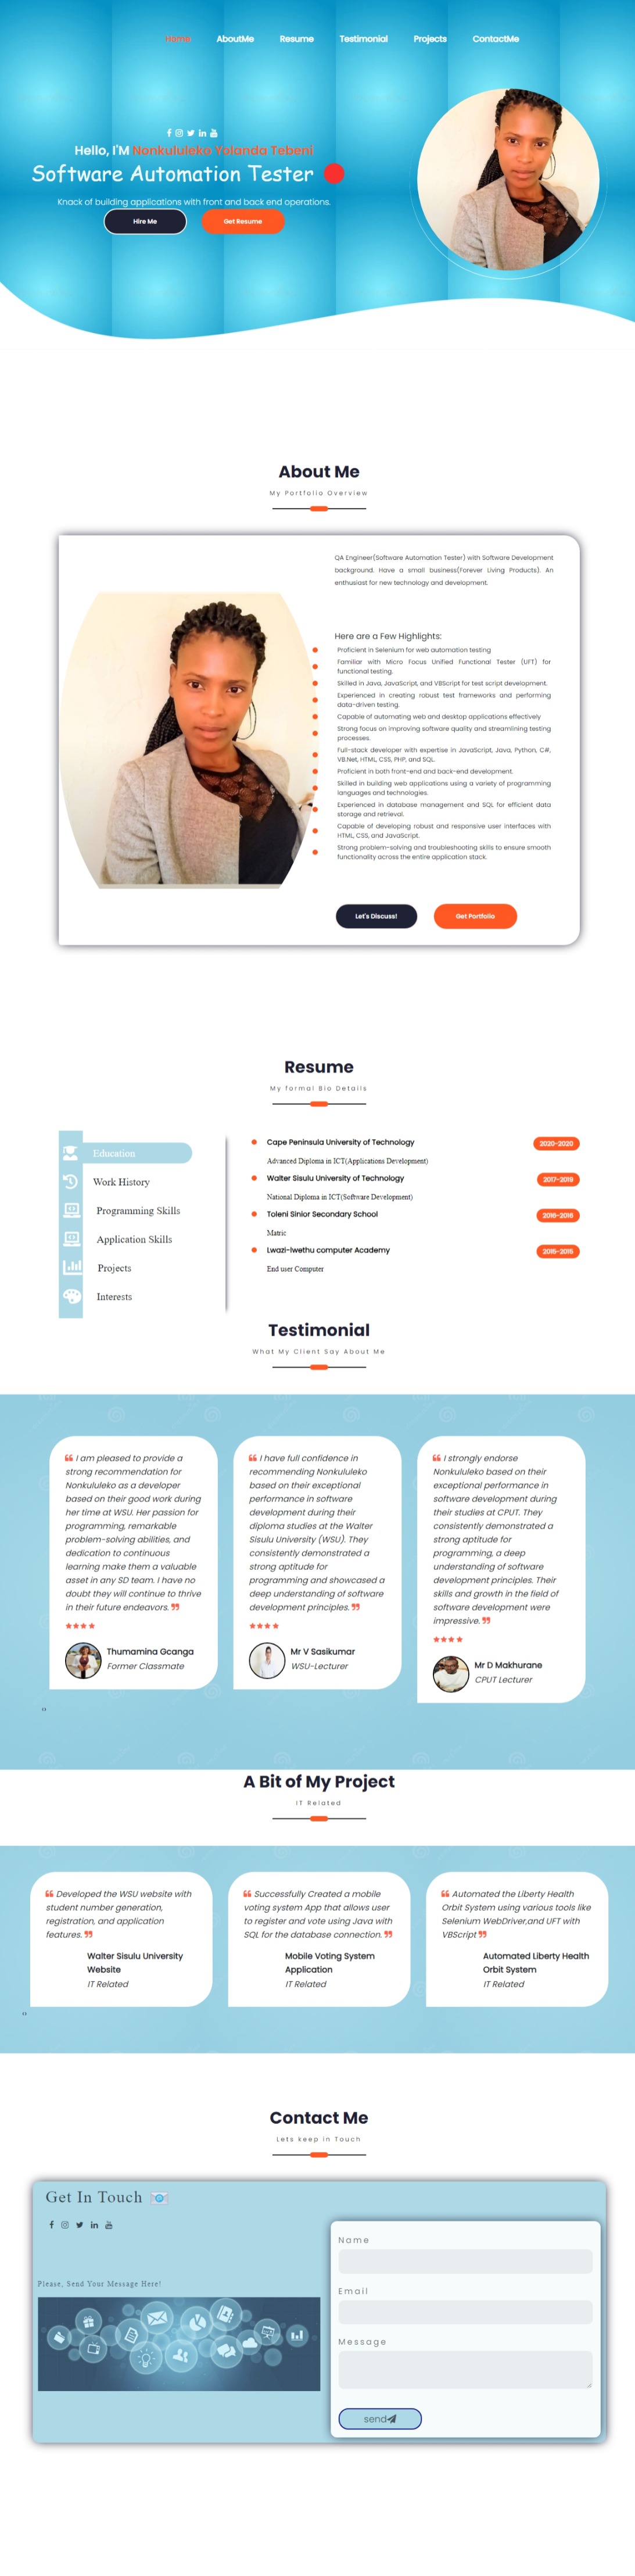 Home AboutMe Resume Testimonial Projects ContactMe
Hello, I'M Nonkululeko Yolanda Tebeni
Software Automation Tester
Knack of building applications with front and back end operations.
Hire Me Get Resume
About Me
My Portfolio Overview
QA Engineer(Software Automation Tester) with Software Development
background. Have a small business(Forever Living Products). An
enthusiast for new technology and development.
Here are a Few Highlights:
Proficient in Selenium for web automation testing
Familar with Micro Focus Unified Functional Tester (UFT) for
functional testing.
Skilled in Java, JavaScript, and VBScript for test script development.
Experienced in creating robust test frameworks and performing
data-driven testing.
Capable of automating web and desktop applications effectively
Strong focus on improving software quality and streamlining testing
processes.
Full-stack developer with expertise in JavaScript, Java, Python, C#,
VB.Net, HTML, CSS, PHP, and SQL.
Proficient in both front-end and back-end development.
Skilled in building web applications using a variety of programming
languages and technologies.
Experienced in database management and SQL for efficient data
storage and retrieval.
Capable of developing robust and responsive user interfaces with
HTML, CSS, and JavaScript.
Strong problem-solving and troubleshooting skills to ensure smooth
functionality across the entire application stack.
Let's Discuss! Get Portfolio
Resume
My formal Bio Details
Education
Work History
Programming Skills
Application Skills
Projects
Interests
Cape Peninsula University of Technology 2020-2020
Advanced Diploma in ICT(Applications Development)
Walter Sisulu University of Technology 2017-2019
National Diploma in ICT(Software Development)
Toleni Sinior Secondary School 2016-2016
Matric
Lwazi-lwethu computer Academy 2015-2015
End user Computer
Testimonial
What My Client Say About Me
❝ I am pleased to provide a
strong recommendation for
Nonkululeko as a developer
based on their good work during
her time at WSU. Her passion for
programming, remarkable
problem-solving abilities, and
dedication to continuous
learning make them a valuable
asset in any SD team. I have no
doubt they will continue to thrive
in their future endeavors. ❞
Thumamina Gcanga
Former Classmate
❝ I have full confidence in
recommending Nonkululeko
based on their exceptional
performance in software
development during their
diploma studies at the Walter
Sisulu University (WSU). They
consistently demonstrated a
strong aptitude for
programming and showcased a
deep understanding of software
development principles. ❞
Mr V Sasikumar
WSU-Lecturer
❝ I strongly endorse
Nonkululeko based on their
exceptional performance in
software development during
their studies at CPUT. They
consistently demonstrated a
strong aptitude for
programming, a deep
understanding of software
development principles. Their
skills and growth in the field of
software development were
impressive. ❞
Mr D Makhurane
CPUT Lecturer
‹›
A Bit of My Project
IT Related
❝ Developed the WSU website with
student number generation,
registration, and application
features. ❞
Walter Sisulu University
Website
IT Related
❝ Successfully Created a mobile
voting system App that allows user
to register and vote using Java with
SQL for the database connection. ❞
Mobile Voting System
Application
IT Related
❝ Automated the Liberty Health
Orbit System using various tools like
Selenium WebDriver,and UFT with
VBScript ❞
Automated Liberty Health
Orbit System
IT Related
‹›
Contact Me
Lets keep in Touch
Get In Touch
Please, Send Your Message Here!
Name
Email
Message
send